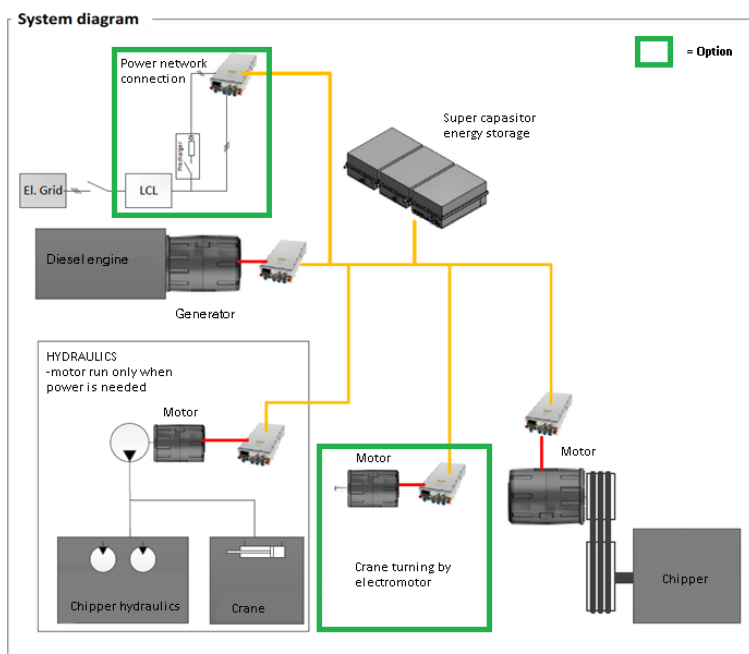 System diagram
= Option
Power network
connection
Precharger
El. Grid
LCL
Super capasitor
energy storage
Diesel engine
Generator
HYDRAULICS
-motor run only when
power is needed
Motor
Motor
Motor
Crane turning by
electromotor
Chipper hydraulics
Crane
Chipper